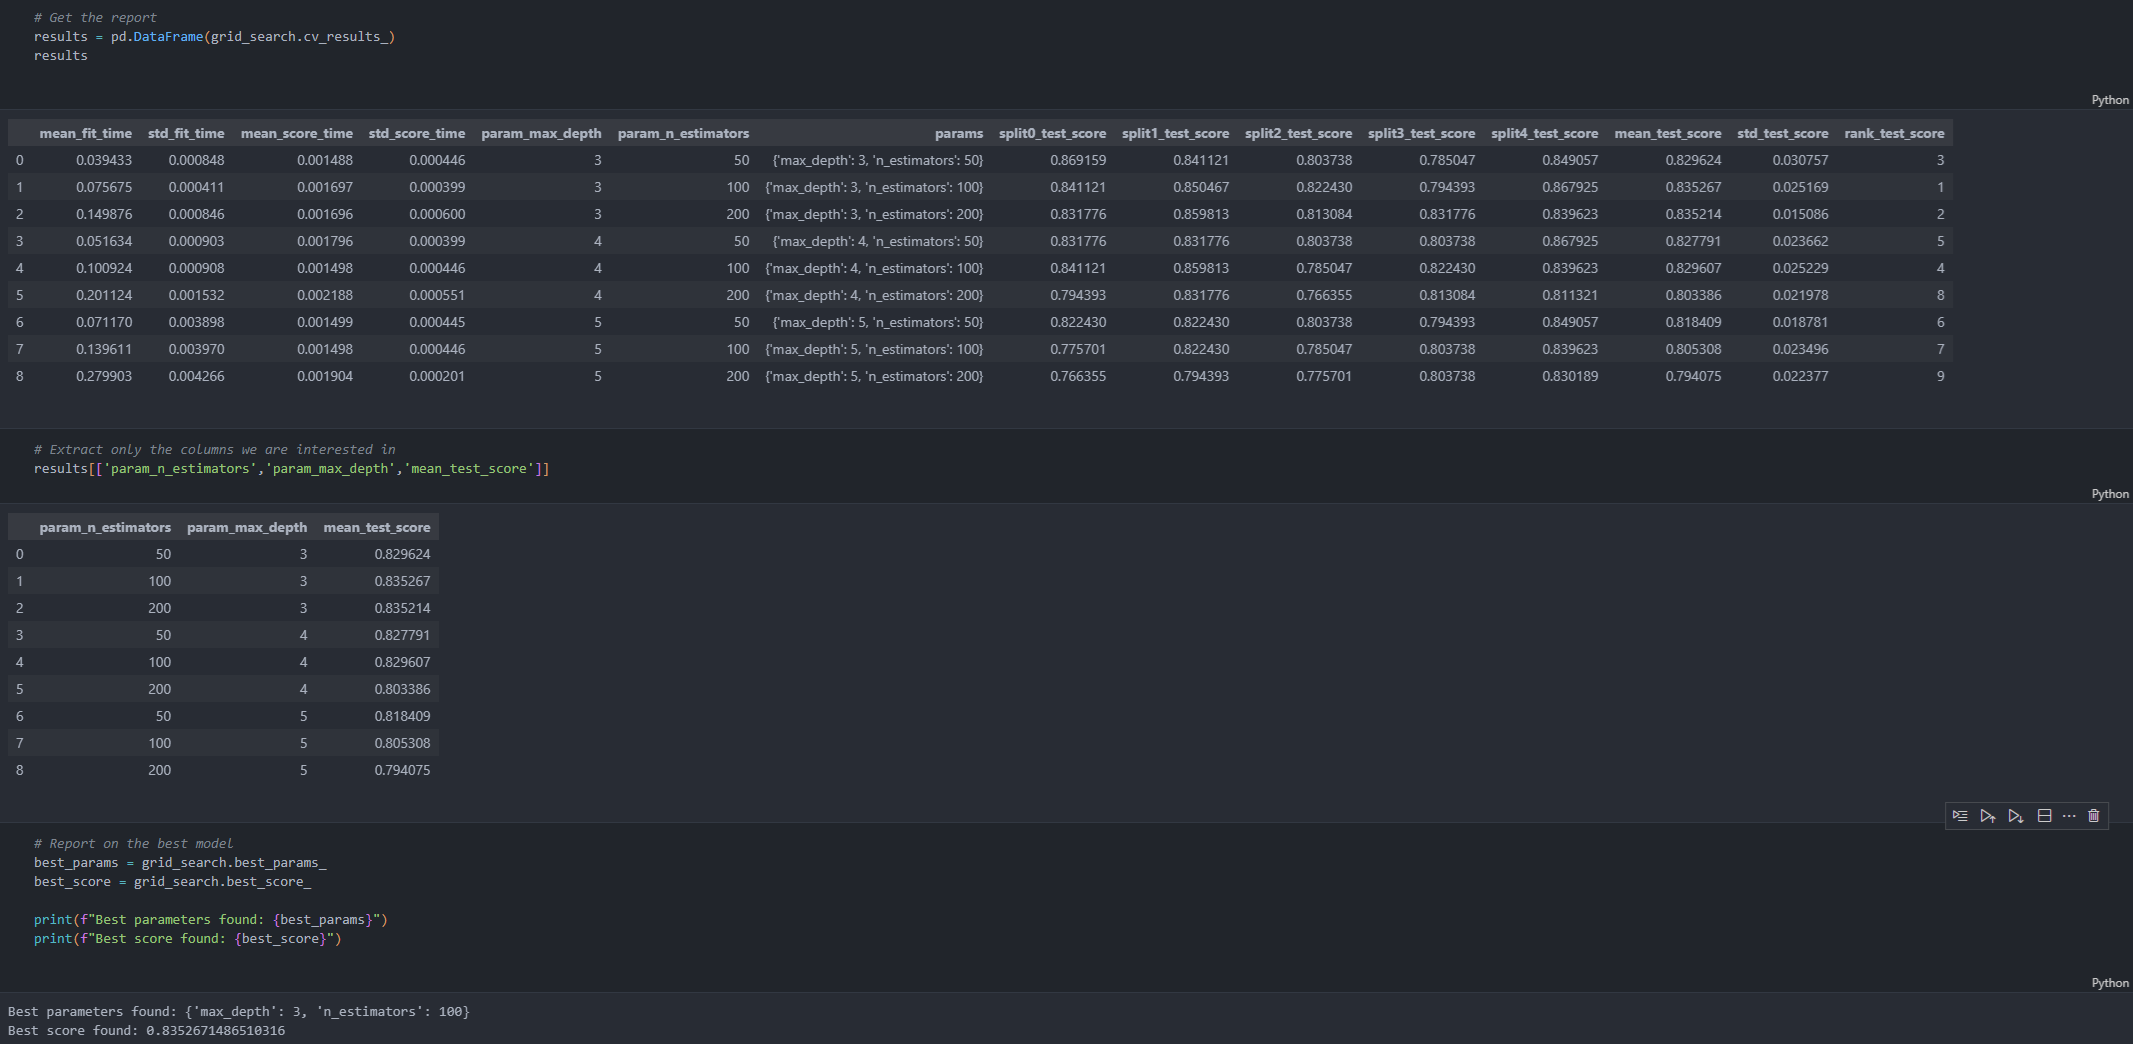 # Get the report
results = pd.DataFrame(grid_search.cv_results_)
results
Python
mean_fit_time std_fit_time mean_score_time std_score_time param_max_depth param_n_estimators params split0_test_score split1_test_score split2_test_score split3_test_score split4_test_score mean_test_score std_test_score rank_test_score
0 0.039433 0.000848 0.001488 0.000446 3 50 {'max_depth': 3, 'n_estimators': 50} 0.869159 0.841121 0.803738 0.785047 0.849057 0.829624 0.030757 3
1 0.075675 0.000411 0.001697 0.000399 3 100 {'max_depth': 3, 'n_estimators': 100} 0.841121 0.850467 0.822430 0.794393 0.867925 0.835267 0.025169 1
2 0.149876 0.000846 0.001696 0.000600 3 200 {'max_depth': 3, 'n_estimators': 200} 0.831776 0.859813 0.813084 0.831776 0.839623 0.835214 0.015086 2
3 0.051634 0.000903 0.001796 0.000399 4 50 {'max_depth': 4, 'n_estimators': 50} 0.831776 0.831776 0.803738 0.803738 0.867925 0.827791 0.023662 5
4 0.100924 0.000908 0.001498 0.000446 4 100 {'max_depth': 4, 'n_estimators': 100} 0.841121 0.859813 0.785047 0.822430 0.839623 0.829607 0.025229 4
5 0.201124 0.001532 0.002188 0.000551 4 200 {'max_depth': 4, 'n_estimators': 200} 0.794393 0.831776 0.766355 0.813084 0.811321 0.803386 0.021978 8
6 0.071170 0.003898 0.001499 0.000445 5 50 {'max_depth': 5, 'n_estimators': 50} 0.822430 0.822430 0.803738 0.794393 0.849057 0.818409 0.018781 6
7 0.139611 0.003970 0.001498 0.000446 5 100 {'max_depth': 5, 'n_estimators': 100} 0.775701 0.822430 0.785047 0.803738 0.839623 0.805308 0.023496 7
8 0.279903 0.004266 0.001904 0.000201 5 200 {'max_depth': 5, 'n_estimators': 200} 0.766355 0.794393 0.775701 0.803738 0.830189 0.794075 0.022377 9
# Extract only the columns we are interested in
results[['param_n_estimators','param_max_depth','mean_test_score']]
Python
param_n_estimators param_max_depth mean_test_score
0 50 3 0.829624
1 100 3 0.835267
2 200 3 0.835214
3 50 4 0.827791
4 100 4 0.829607
5 200 4 0.803386
6 50 5 0.818409
7 100 5 0.805308
8 200 5 0.794075
# Report on the best model
best_params = grid_search.best_params_
best_score = grid_search.best_score_
print(f"Best parameters found: {best_params}")
print(f"Best score found: {best_score}")
Python
Best parameters found: {'max_depth': 3, 'n_estimators': 100}
Best score found: 0.8352671486510316